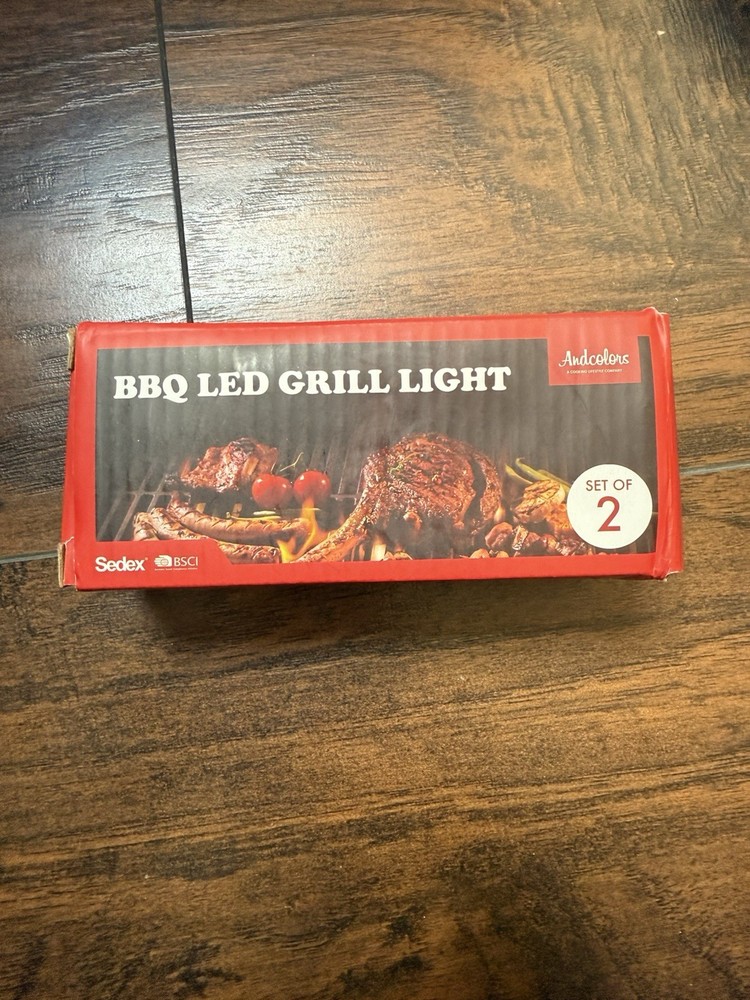 Andcolors
BBQ LED GRILL LIGHT
SET OF
2
Sedex BSCI